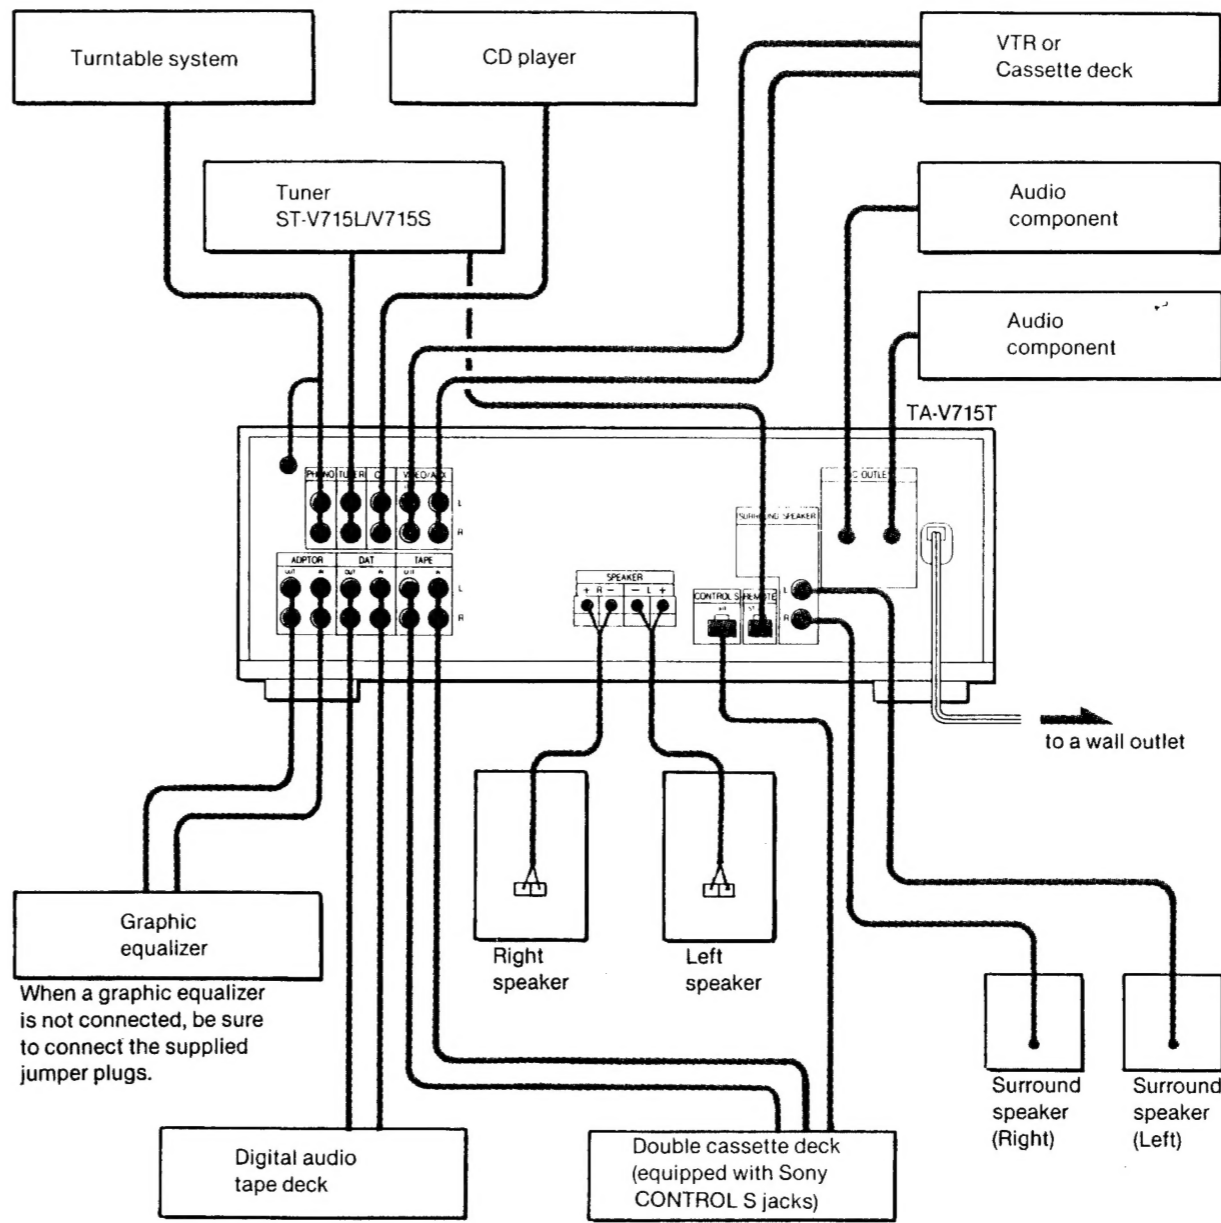 Turntable system
CD player
VTR or
Cassette deck
Tuner
ST-V715L/V715S
Audio
component
Audio
component
TA-V715T
PHONO TUNER CD VIDEO/AUX
L
R
ADPTOR DAT TAPE
OUT IN OUT IN OUT IN
L
R
SPEAKER
+ R − − L +
CONTROL S REMOTE
SURROUND SPEAKER
L
R
AC OUTLET
to a wall outlet
Graphic
equalizer
When a graphic equalizer
is not connected, be sure
to connect the supplied
jumper plugs.
Right
speaker
Left
speaker
Surround
speaker
(Right)
Surround
speaker
(Left)
Digital audio
tape deck
Double cassette deck
(equipped with Sony
CONTROL S jacks)